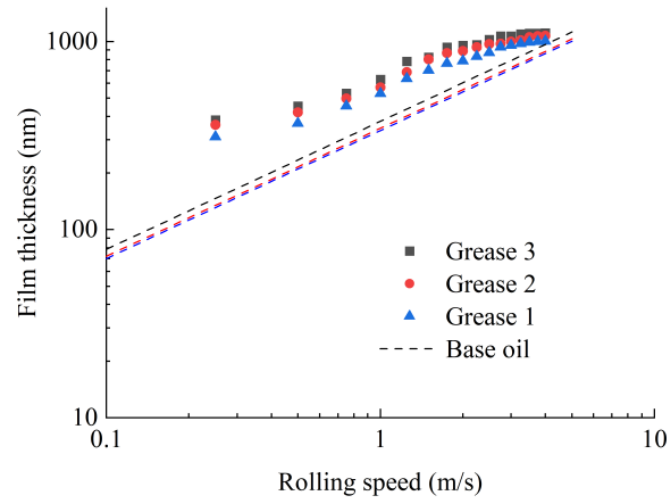 1000
100
10
0.1
1
10
Film thickness (nm)
Rolling speed (m/s)
Grease 3
Grease 2
Grease 1
Base oil